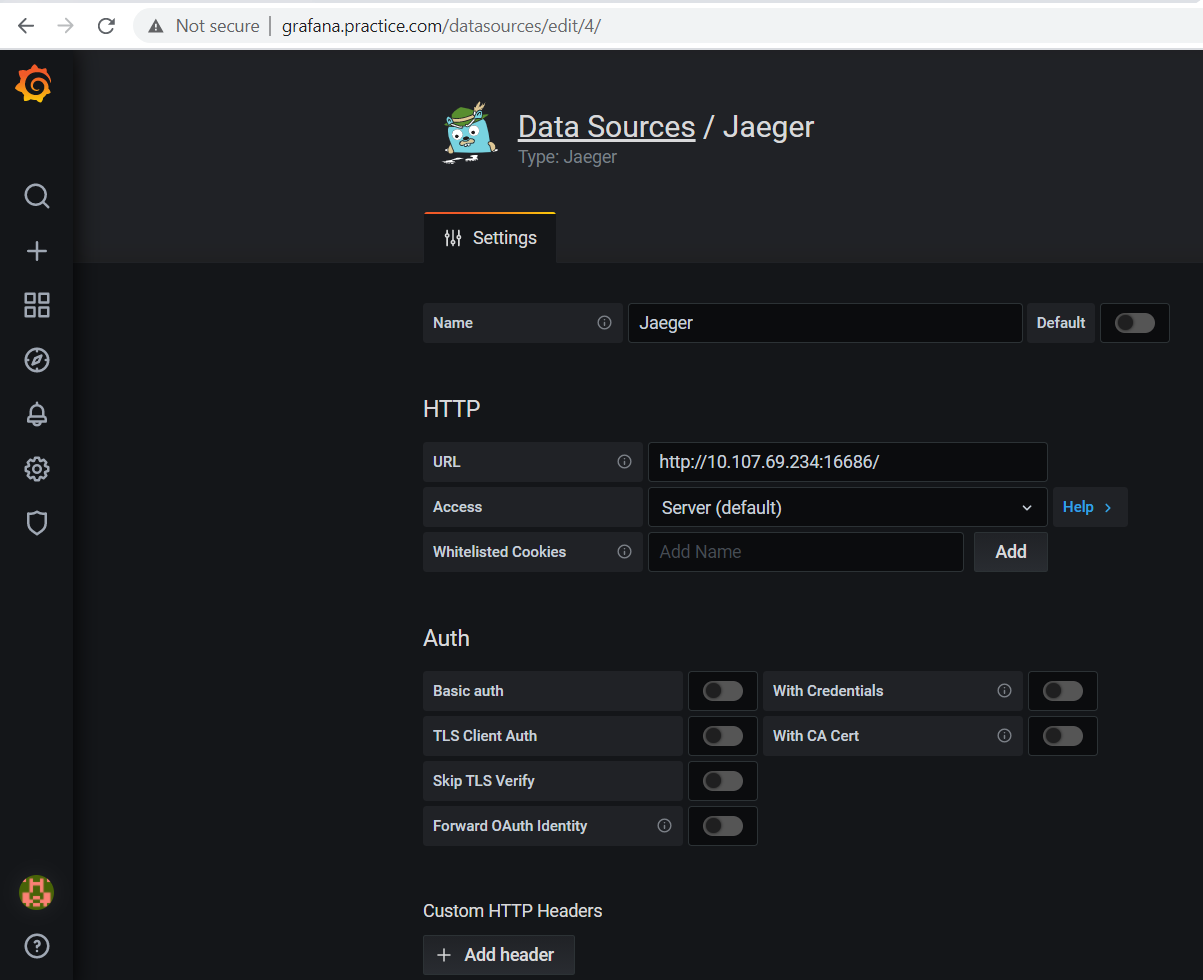 Not secure | grafana.practice.com/datasources/edit/4/
Data Sources / Jaeger
Type: Jaeger
Settings
Name Jaeger Default
HTTP
URL http://10.107.69.234:16686/
Access Server (default) Help
Whitelisted Cookies Add Name Add
Auth
Basic auth With Credentials
TLS Client Auth With CA Cert
Skip TLS Verify
Forward OAuth Identity
Custom HTTP Headers
+ Add header